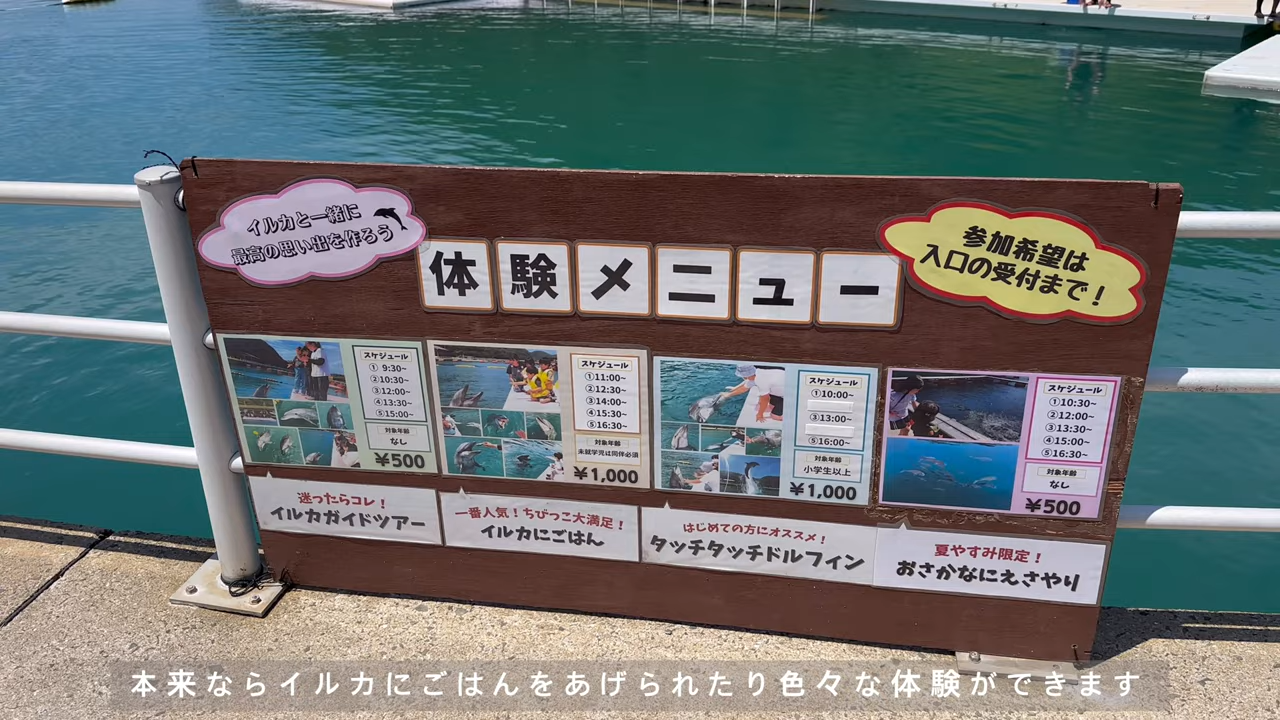 イルカと一緒に
最高の思い出を作ろう
体験メニュー
参加希望は
入口の受付まで!
スケジュール
①9:30~
②10:30~
③12:00~
④13:30~
⑤15:00~
対象年齢
なし
¥500
迷ったらコレ!
イルカガイドツアー
スケジュール
①11:00~
②12:30~
③14:00~
④15:30~
⑤16:30~
対象年齢
未就学児は同伴必須
¥1,000
一番人気!ちびっこ大満足!
イルカにごはん
スケジュール
①10:00~
③13:00~
⑤16:00~
対象年齢
小学生以上
¥1,000
はじめての方にオススメ!
タッチタッチドルフィン
スケジュール
①10:30~
②12:00~
③13:30~
④15:00~
⑤16:30~
対象年齢
なし
¥500
夏やすみ限定!
おさかなにえさやり
本来ならイルカにごはんをあげられたり色々な体験ができます